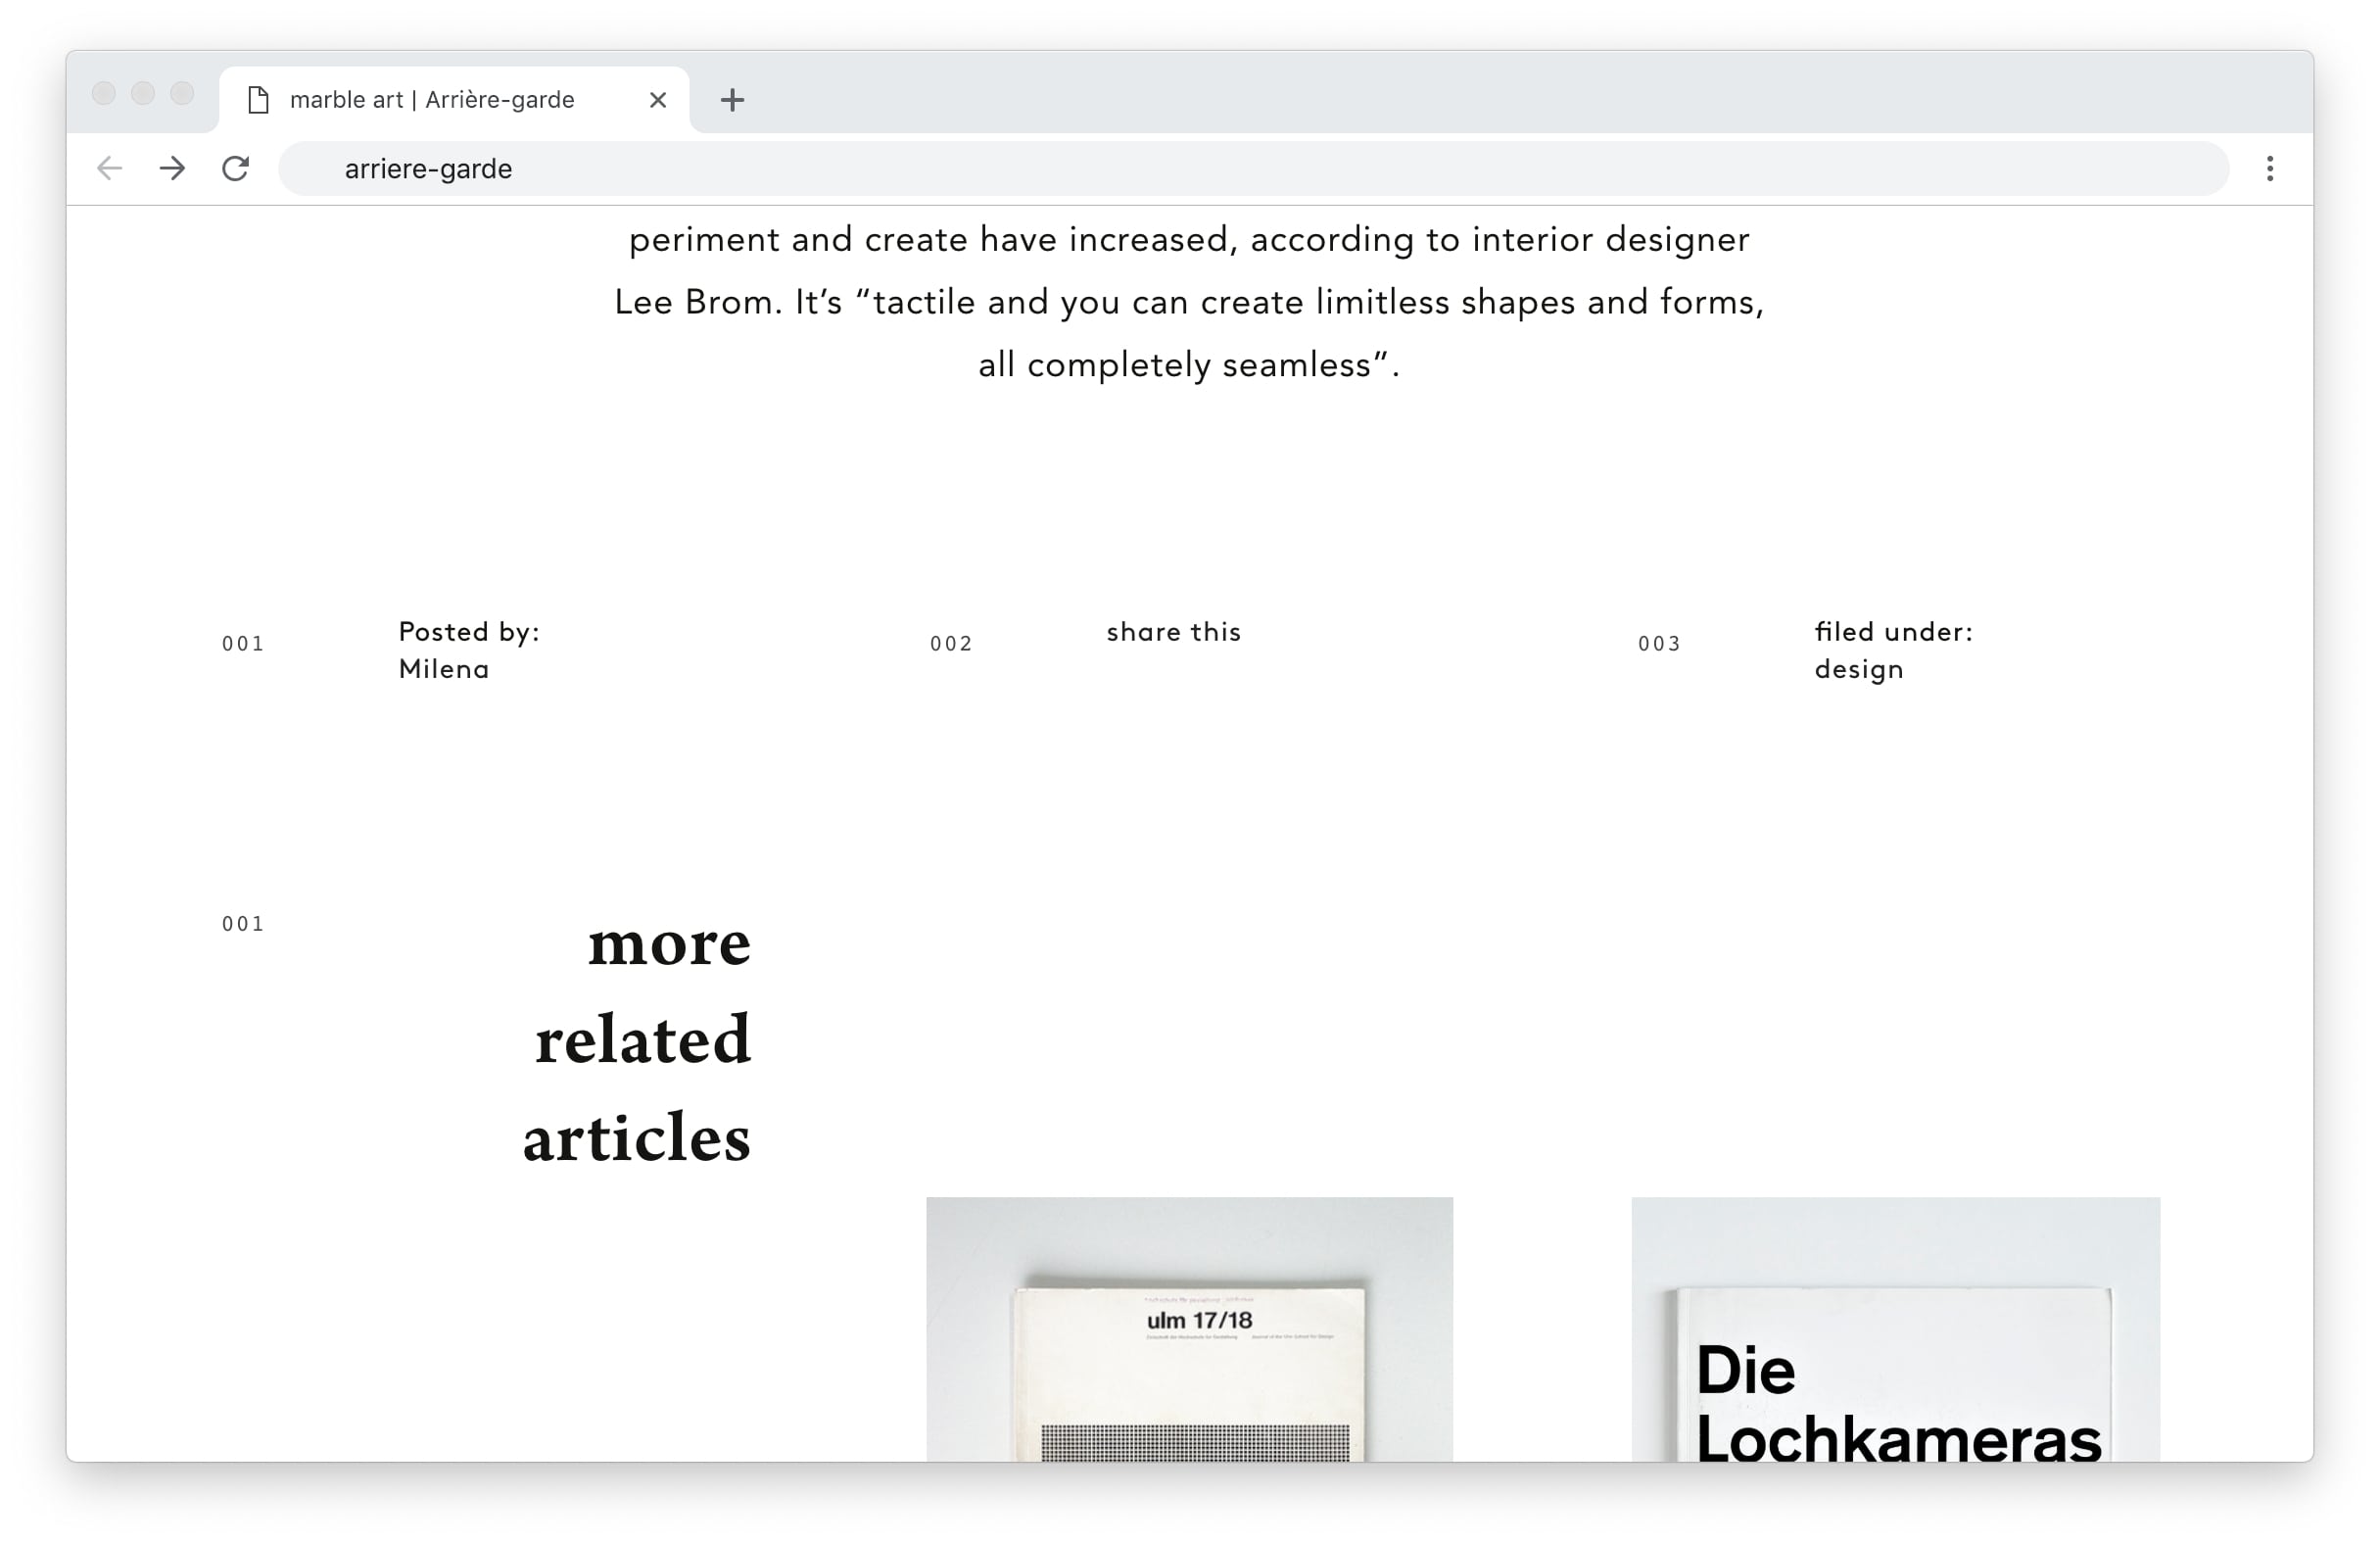 marble art | Arrière-garde
arriere-garde
periment and create have increased, according to interior designer
Lee Brom. It’s “tactile and you can create limitless shapes and forms,
all completely seamless”.
001
Posted by:
Milena
002
share this
003
filed under:
design
001
more
related
articles
ulm 17/18
Die
Lochkameras